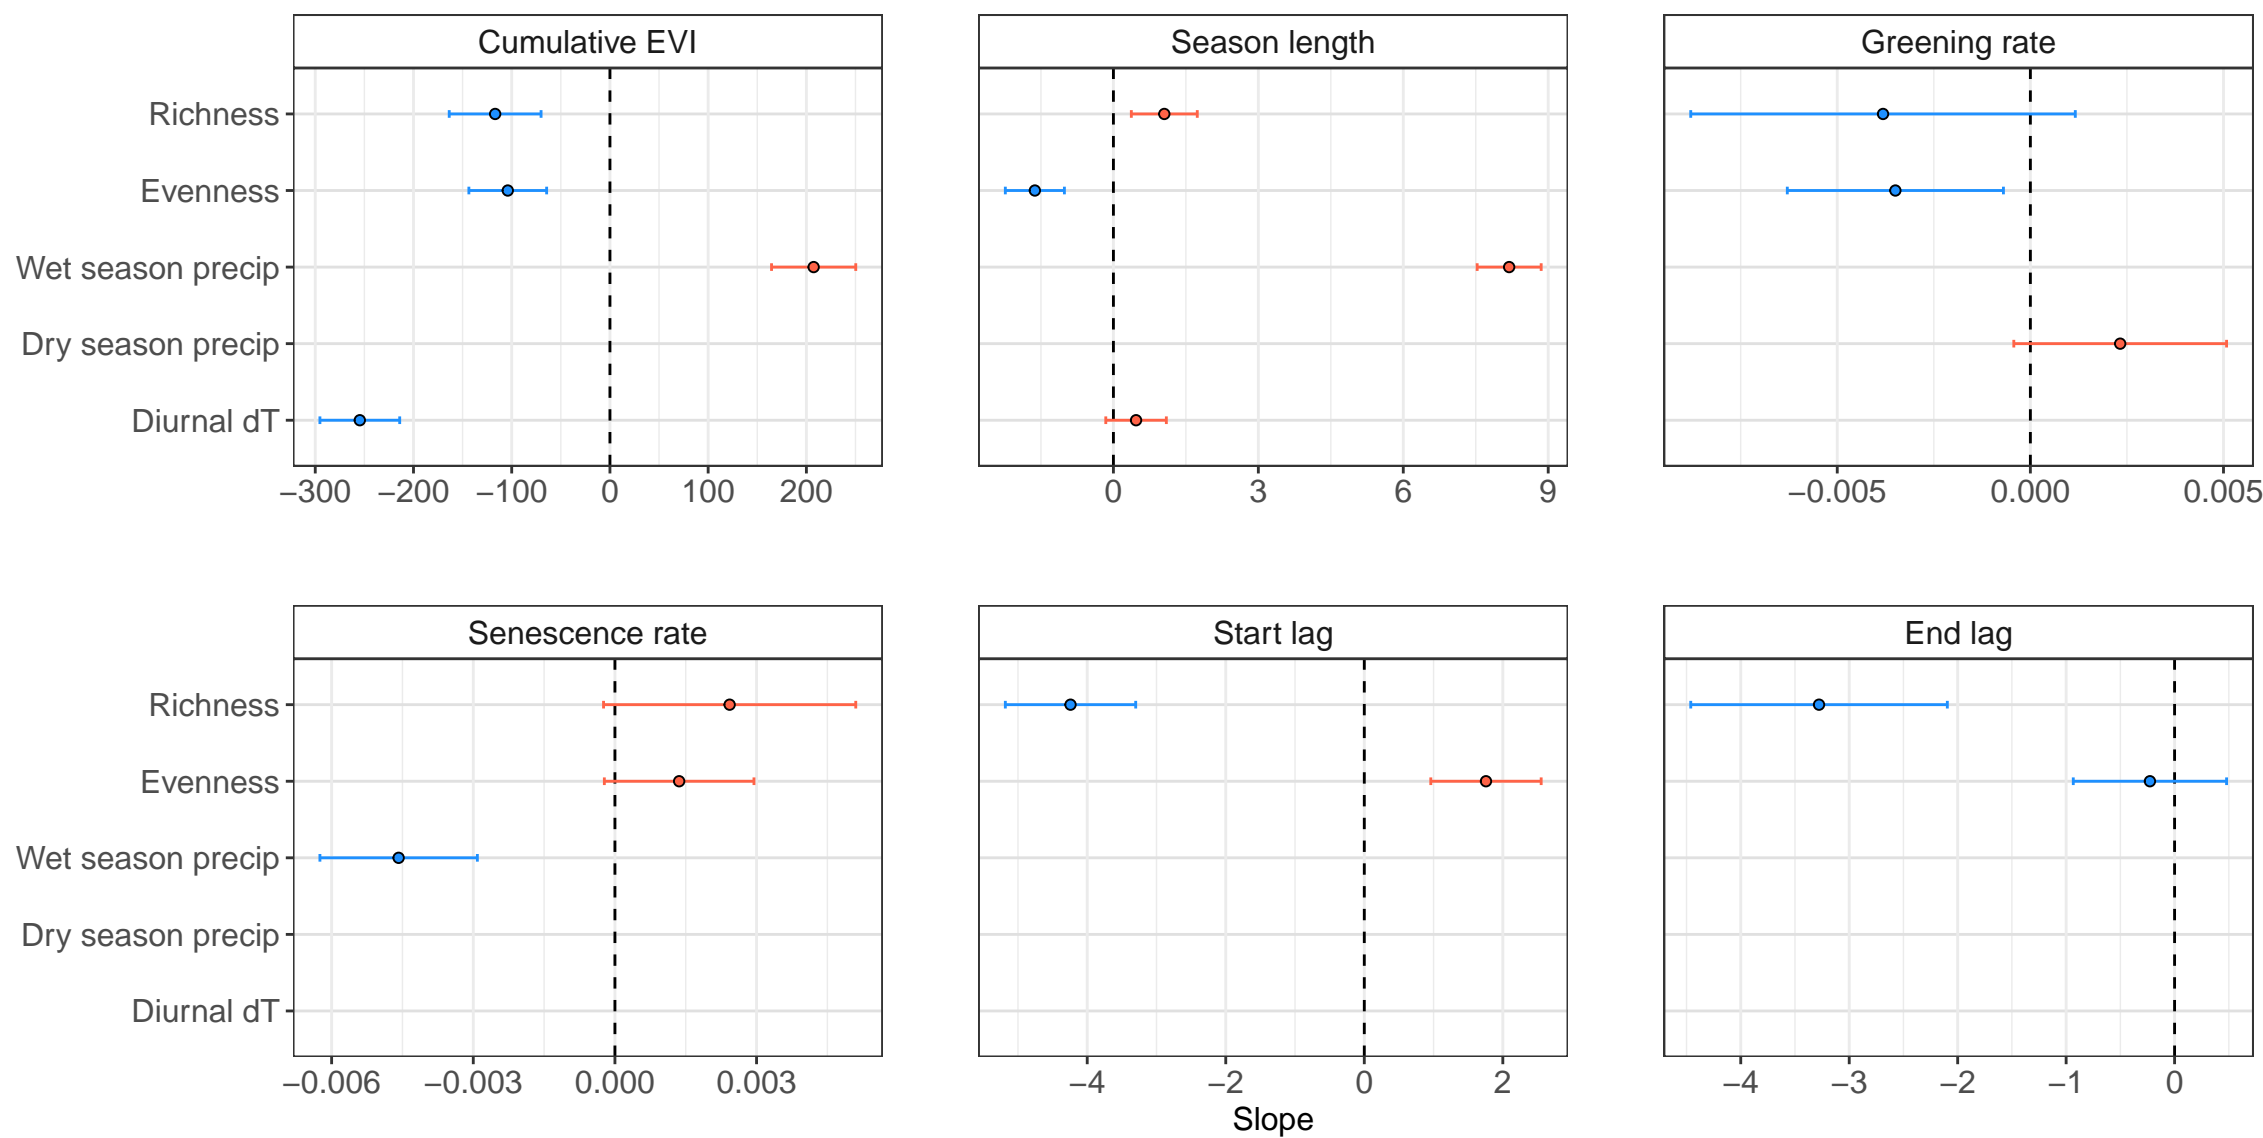 Cumulative EVI
Season length
Greening rate
Richness
Evenness
Wet season precip
Dry season precip
Diurnal dT
−300 −200 −100 0 100 200
0 3 6 9
−0.005 0.000 0.005
Senescence rate
Start lag
End lag
Richness
Evenness
Wet season precip
Dry season precip
Diurnal dT
−0.006 −0.003 0.000 0.003
−4 −2 0 2
−4 −3 −2 −1 0
Slope